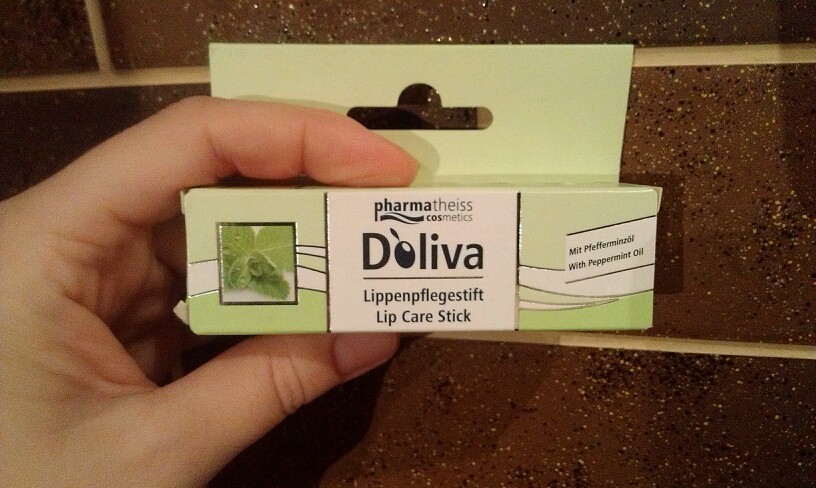 pharmatheiss
cosmetics
D'oliva
Lippenpflegestift
Lip Care Stick
Mit Pfefferminzöl
With Peppermint Oil